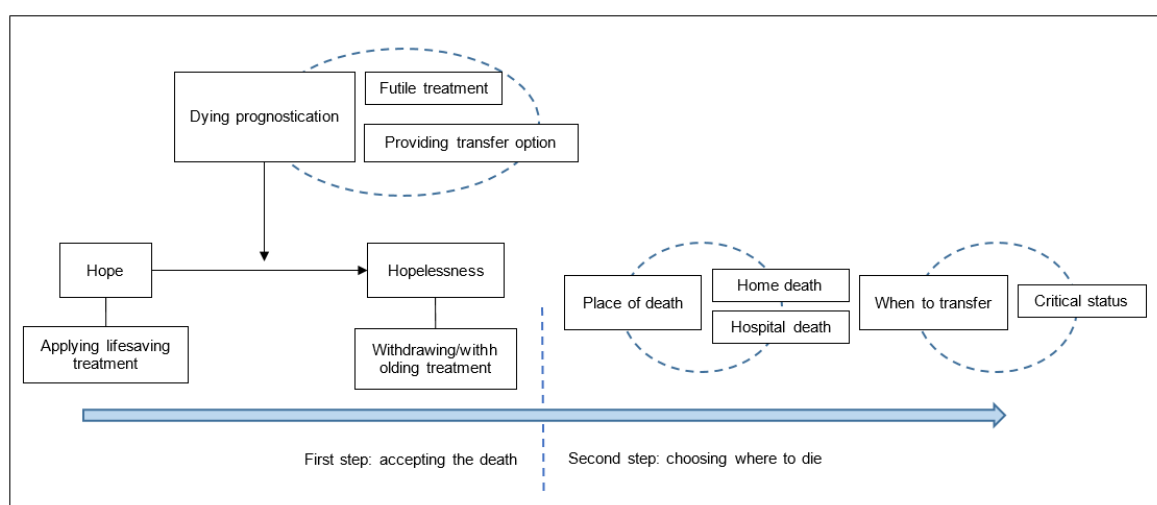 Dying prognostication
Futile treatment
Providing transfer option
Hope
Hopelessness
Applying lifesaving
treatment
Withdrawing/withh
olding treatment
Place of death
Home death
Hospital death
When to transfer
Critical status
First step: accepting the death
Second step: choosing where to die